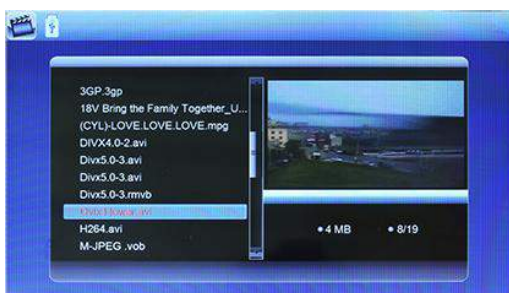 3GP.3gp
18V Bring the Family Together_U...
(CYL)-LOVE.LOVE.LOVE.mpg
DIVX4.0-2.avi
Divx5.0-3.avi
Divx5.0-3.avi
Divx5.0-3.rmvb
H264.avi
M-JPEG .vob
4 MB
8/19